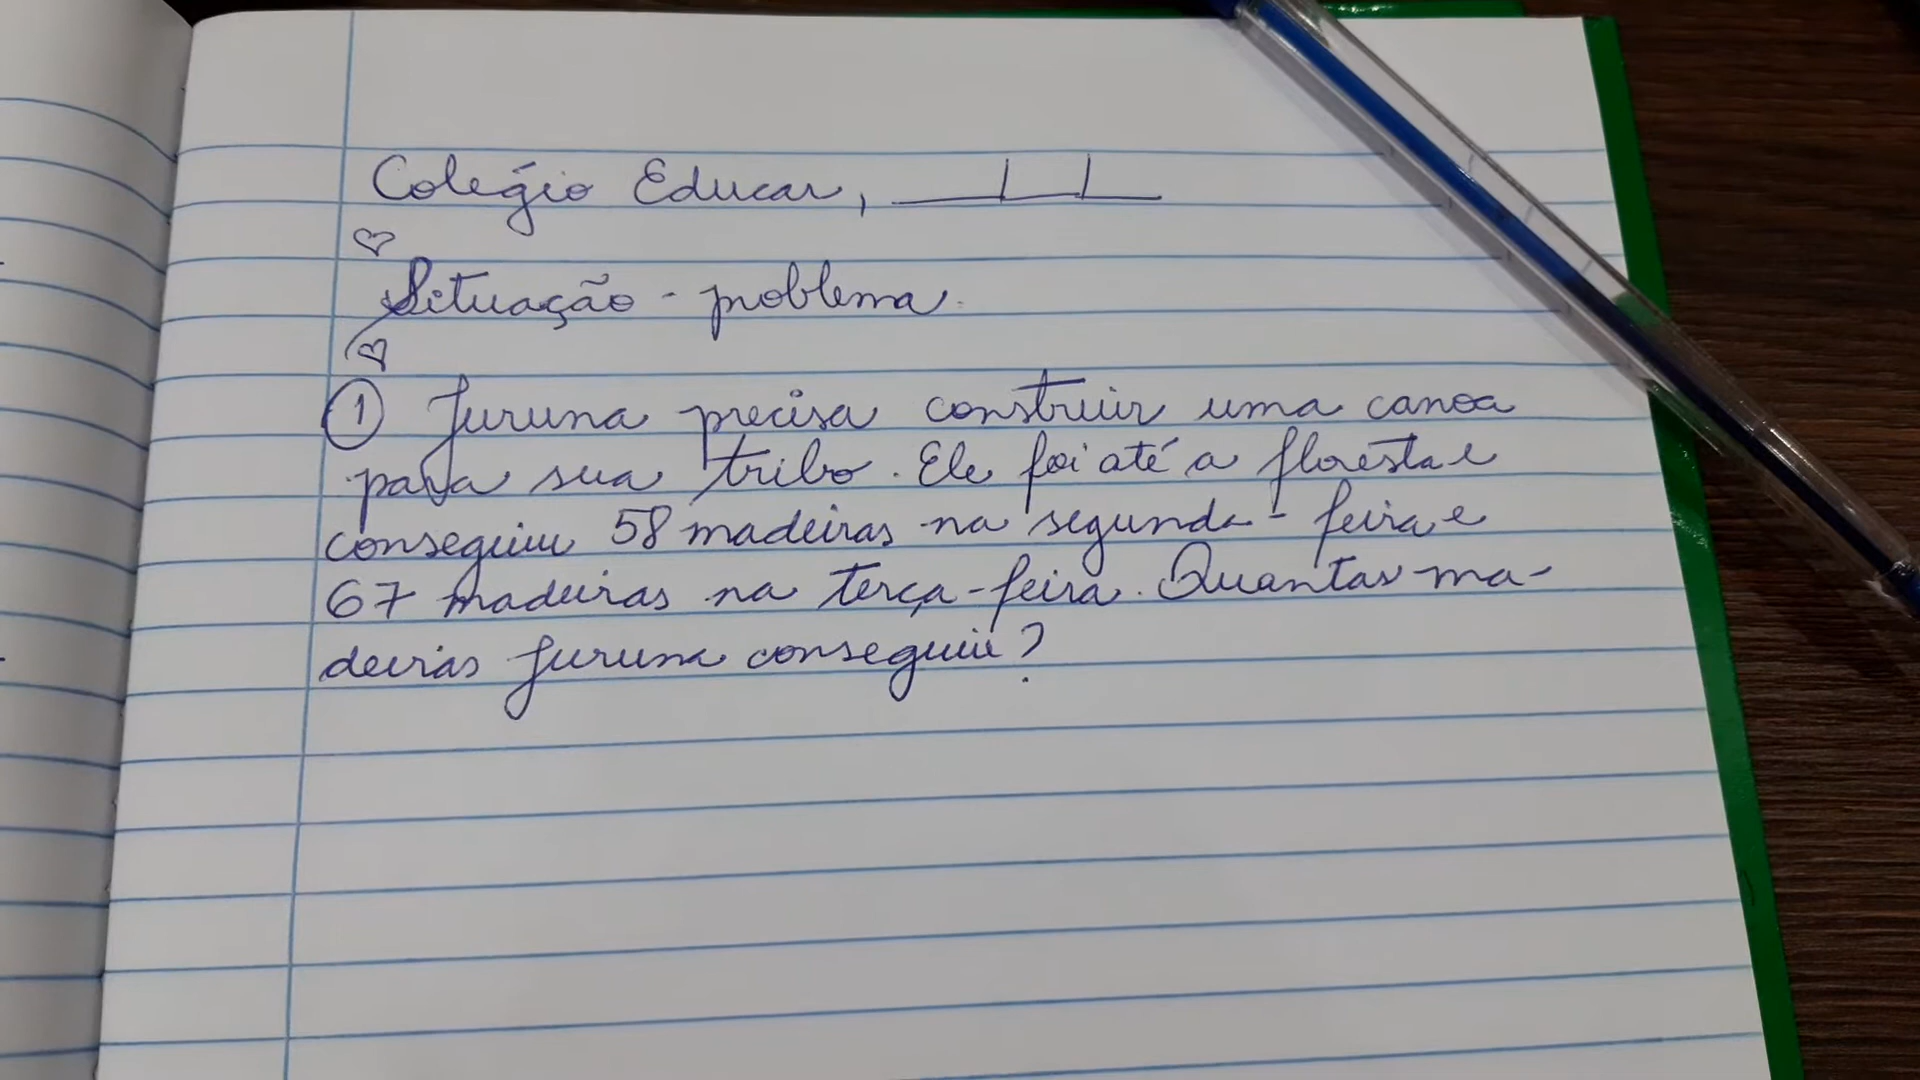 Colégio Educar, ___/___/___
Situação - problema.
① Juruna precisa construir uma canoa
para sua tribo. Ele foi até a floresta e
conseguiu 58 madeiras na segunda-feira e
67 madeiras na terça-feira. Quantas ma-
deiras Juruna conseguiu?